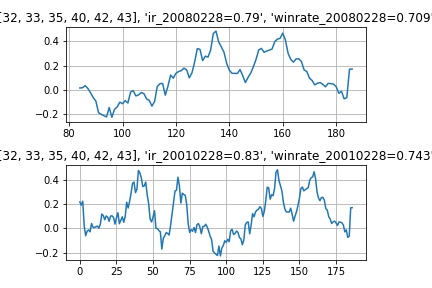 32, 33, 35, 40, 42, 43], 'ir_20080228=0.79', 'winrate_20080228=0.709'
0.4
0.2
0.0
−0.2
80 100 120 140 160 180
[32, 33, 35, 40, 42, 43], 'ir_20010228=0.83', 'winrate_20010228=0.743'
0.4
0.2
0.0
−0.2
0 25 50 75 100 125 150 175